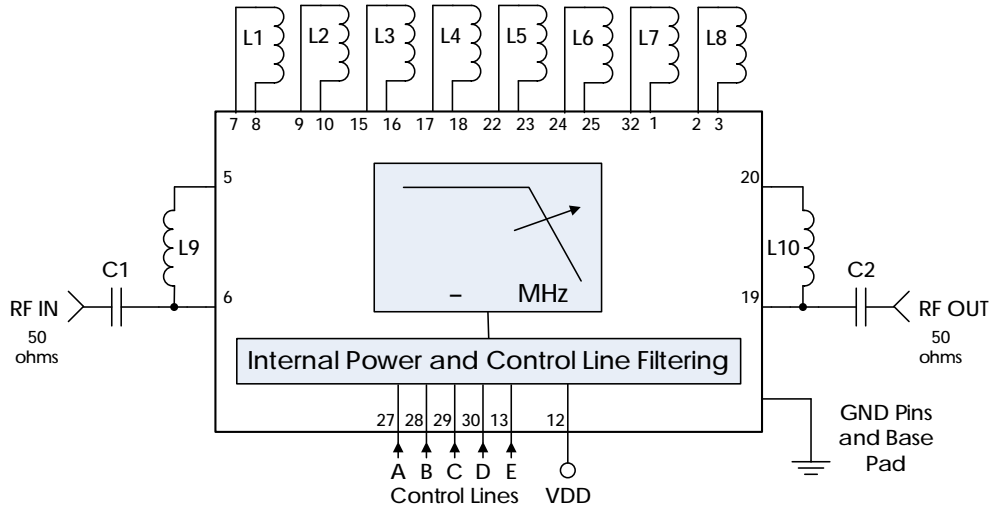 L1 L2 L3 L4 L5 L6 L7 L8
7 8 9 10 15 16 17 18 22 23 24 25 32 1 2 3
5 20
L9 L10
C1 C2
6 19
RF IN RF OUT
50 50
ohms ohms
– MHz
Internal Power and Control Line Filtering
27 28 29 30 13 12
GND Pins
and Base
Pad
A B C D E
Control Lines VDD